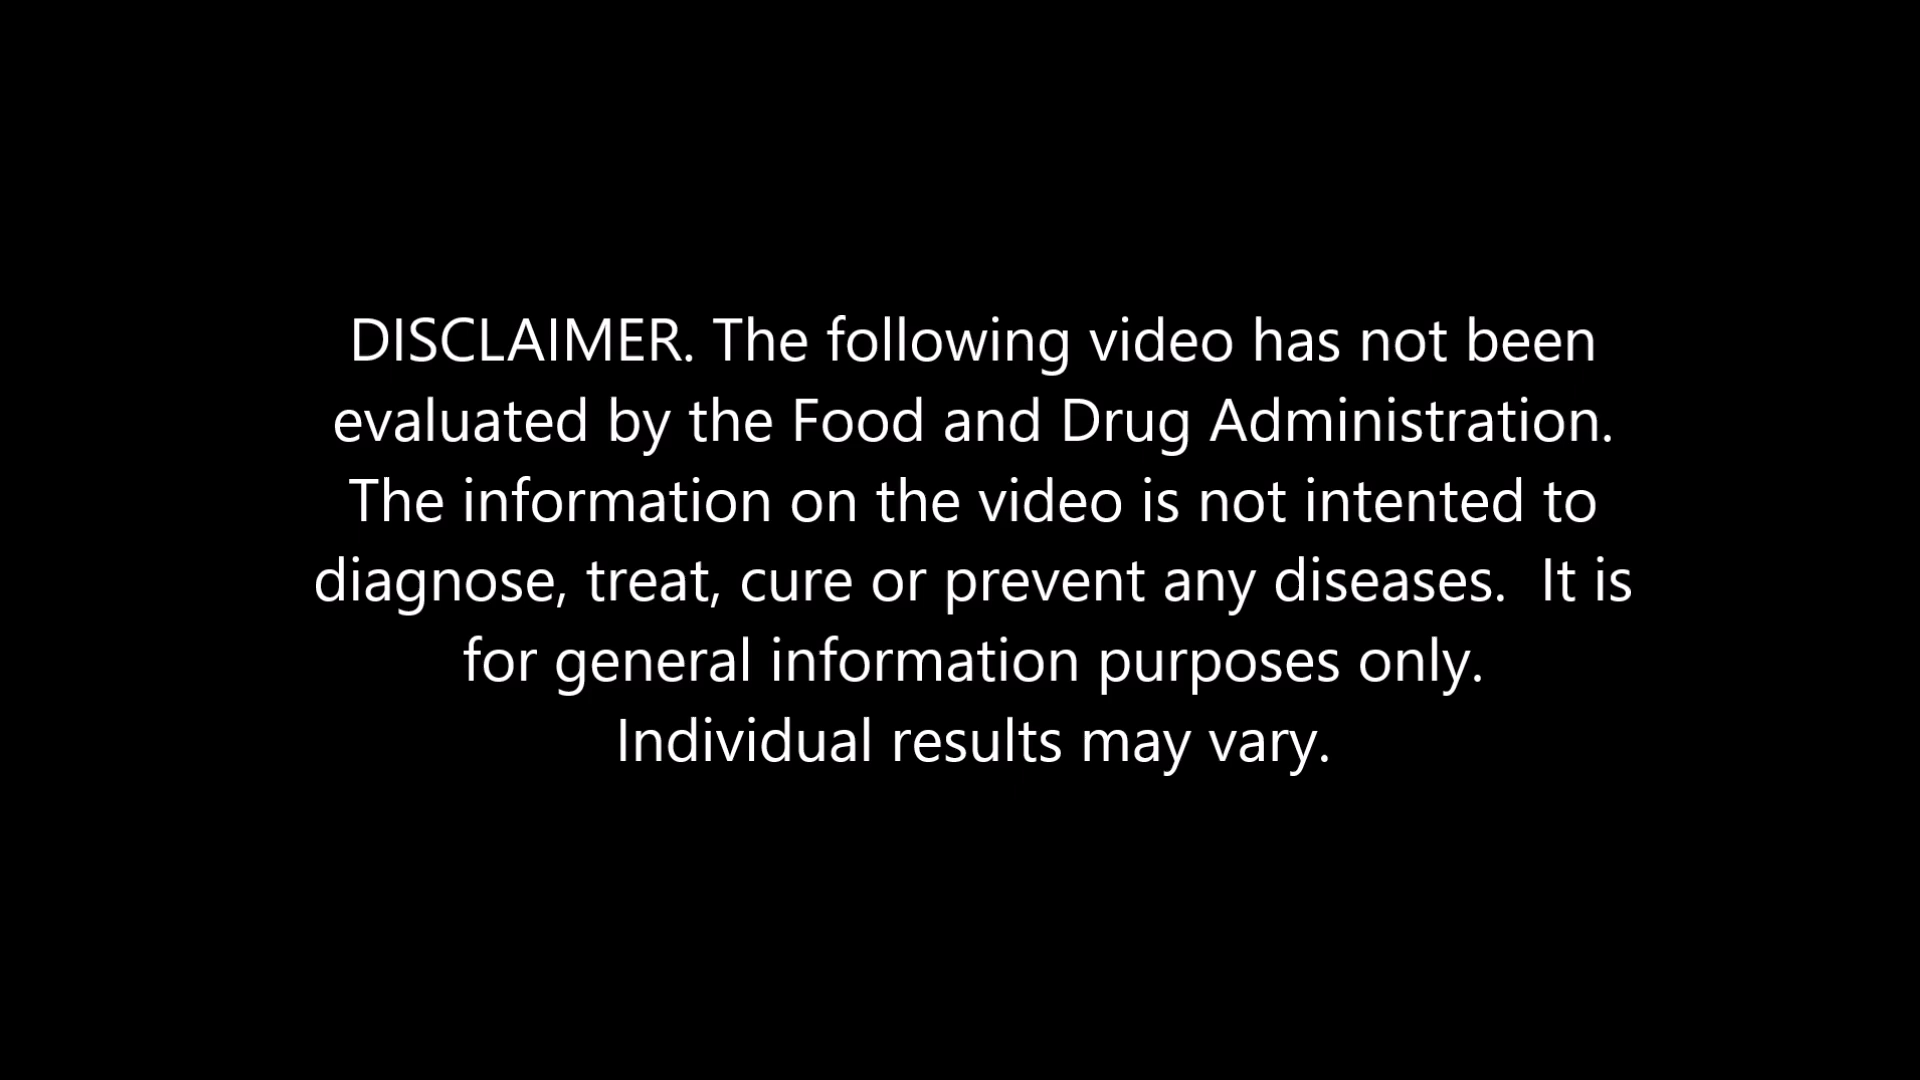 DISCLAIMER. The following video has not been
evaluated by the Food and Drug Administration.
The information on the video is not intented to
diagnose, treat, cure or prevent any diseases.  It is
for general information purposes only.
Individual results may vary.